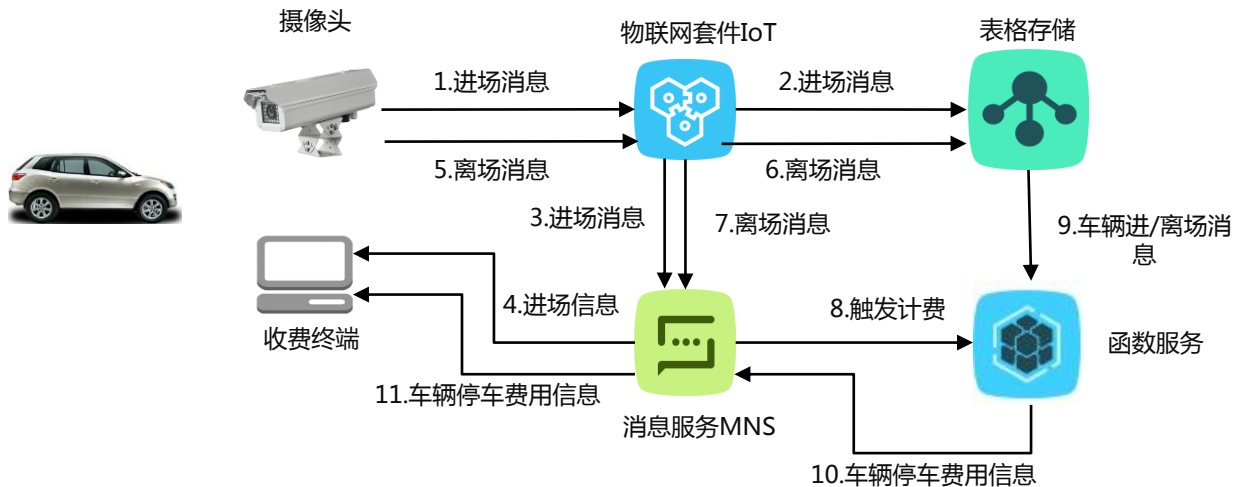 摄像头
物联网套件IoT
表格存储
1.进场消息
2.进场消息
5.离场消息
6.离场消息
3.进场消息
7.离场消息
9.车辆进/离场消
息
4.进场信息
8.触发计费
收费终端
函数服务
11.车辆停车费用信息
消息服务MNS
10.车辆停车费用信息